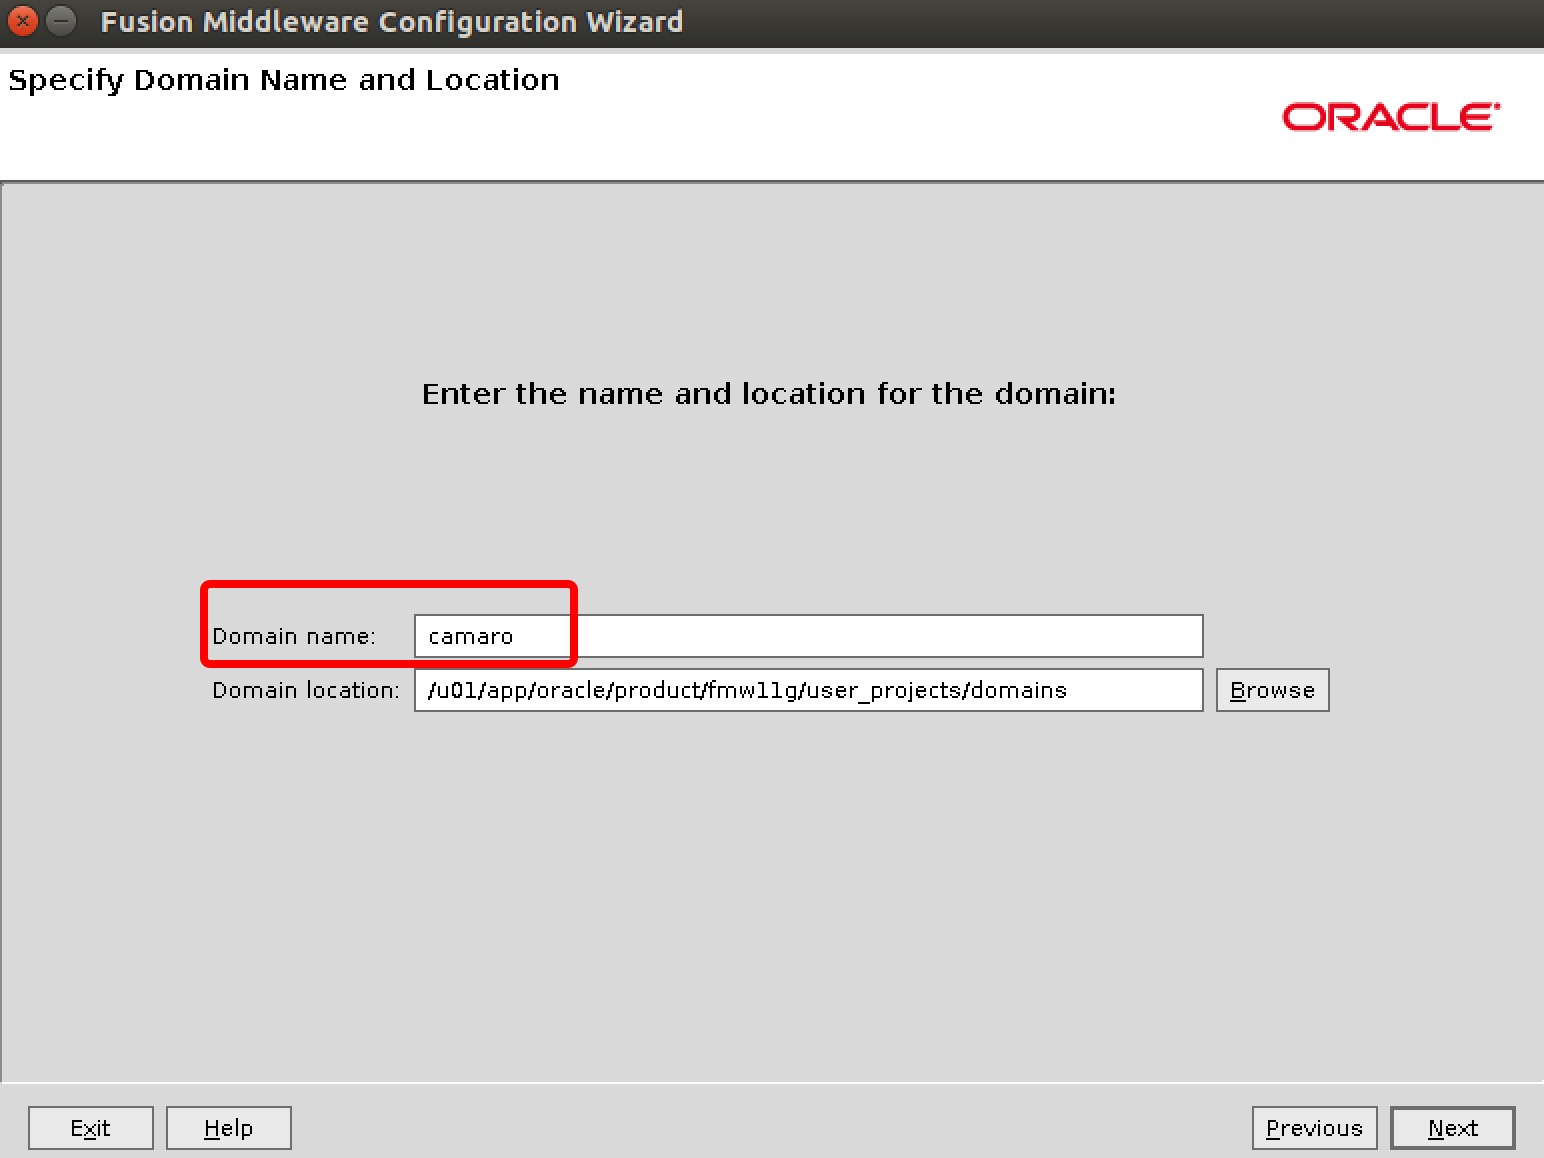 Fusion Middleware Configuration Wizard
Specify Domain Name and Location
ORACLE
Enter the name and location for the domain:
Domain name: camaro
Domain location: /u01/app/oracle/product/fmw11g/user_projects/domains Browse
Exit Help Previous Next